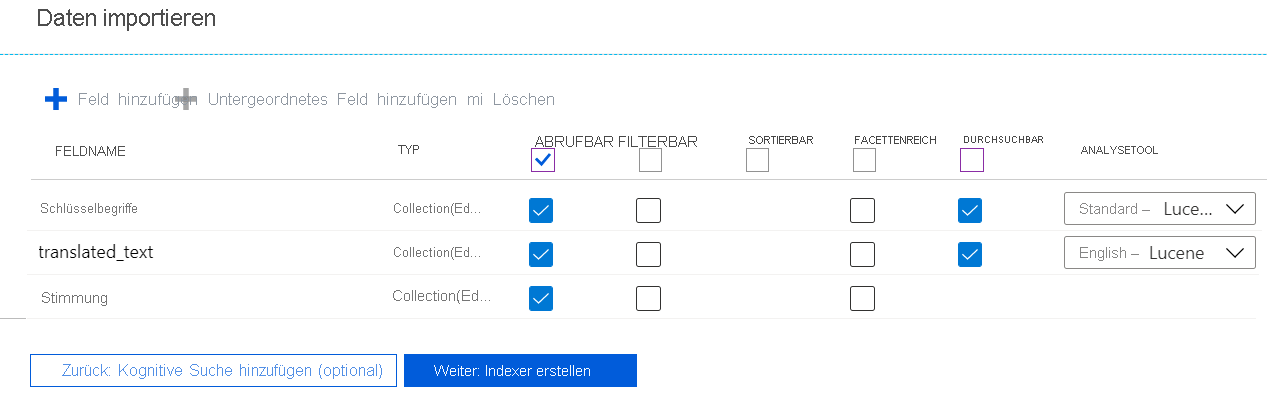 Daten importieren
Feld hinzufügen Untergeordnetes Feld hinzufügen mi Löschen
FELDNAME TYP ABRUFBAR FILTERBAR SORTIERBAR FACETTENREICH DURCHSUCHBAR ANALYSETOOL
Schlüsselbegriffe Collection(Ed... Standard – Luce...
translated_text Collection(Ed... English – Lucene
Stimmung Collection(Ed...
Zurück: Kognitive Suche hinzufügen (optional) Weiter: Indexer erstellen